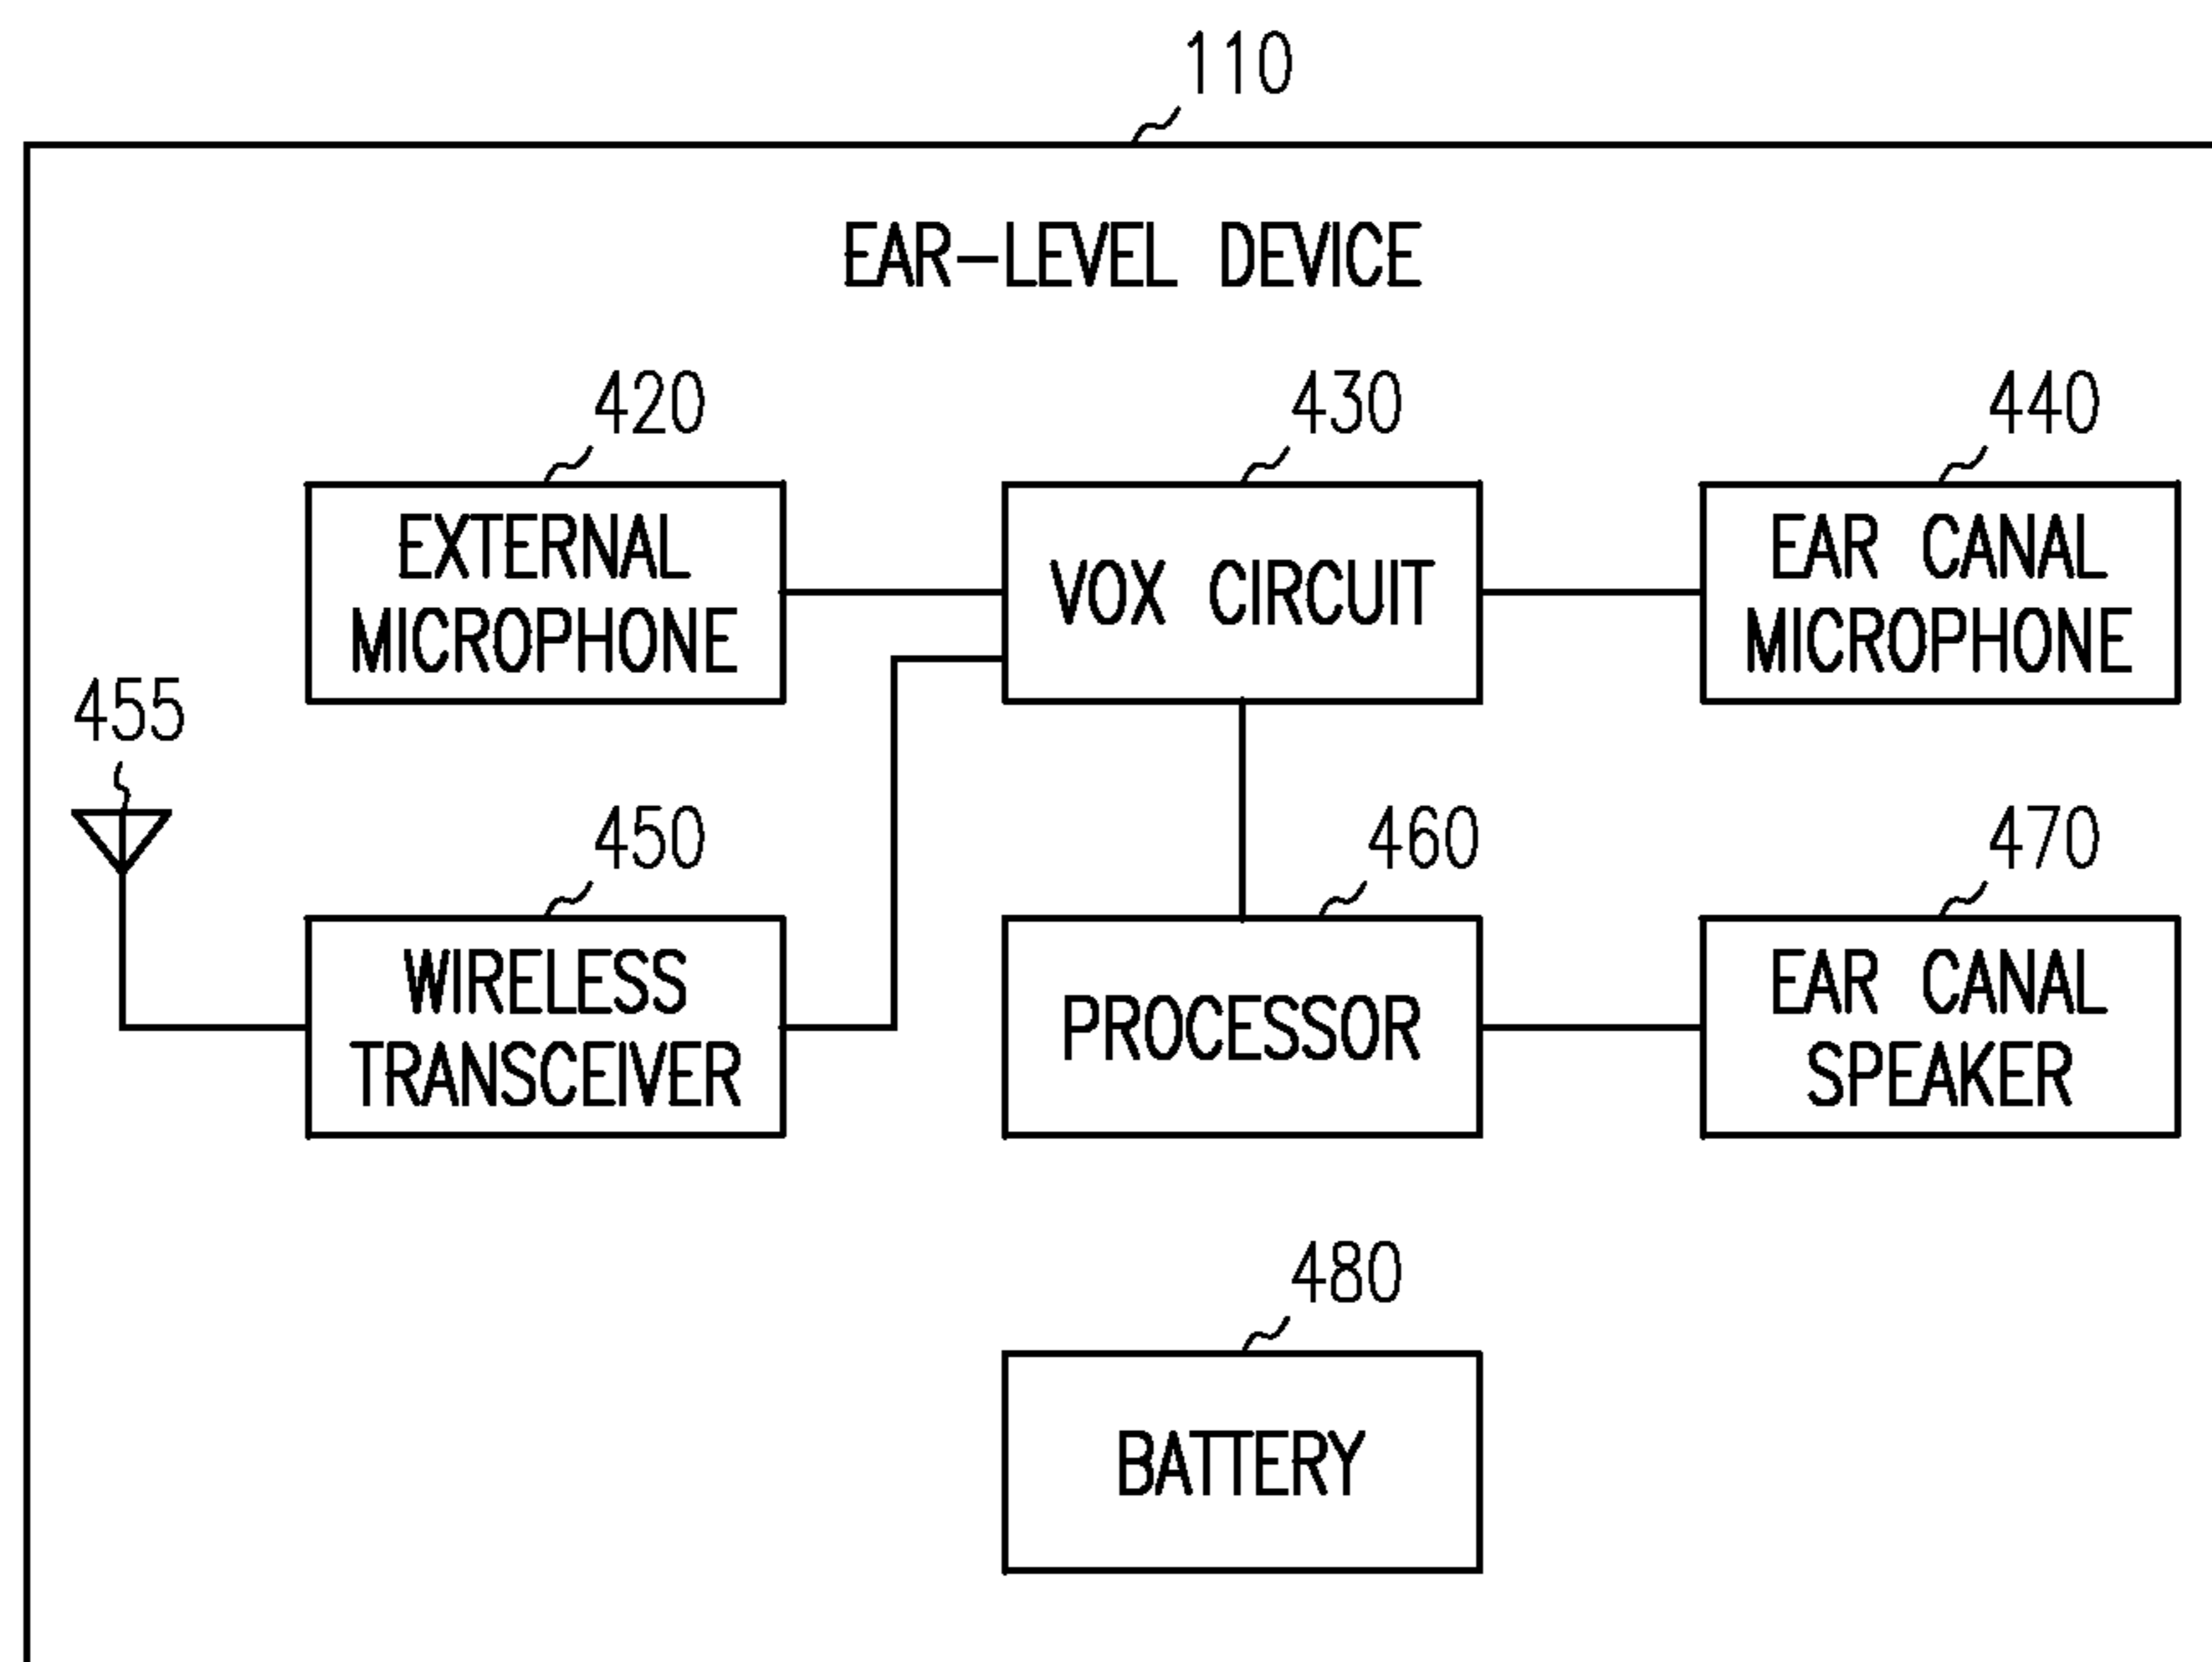 110
EAR-LEVEL DEVICE
420
430
440
EXTERNAL
MICROPHONE
VOX CIRCUIT
EAR CANAL
MICROPHONE
455
450
460
470
WIRELESS
TRANSCEIVER
PROCESSOR
EAR CANAL
SPEAKER
480
BATTERY